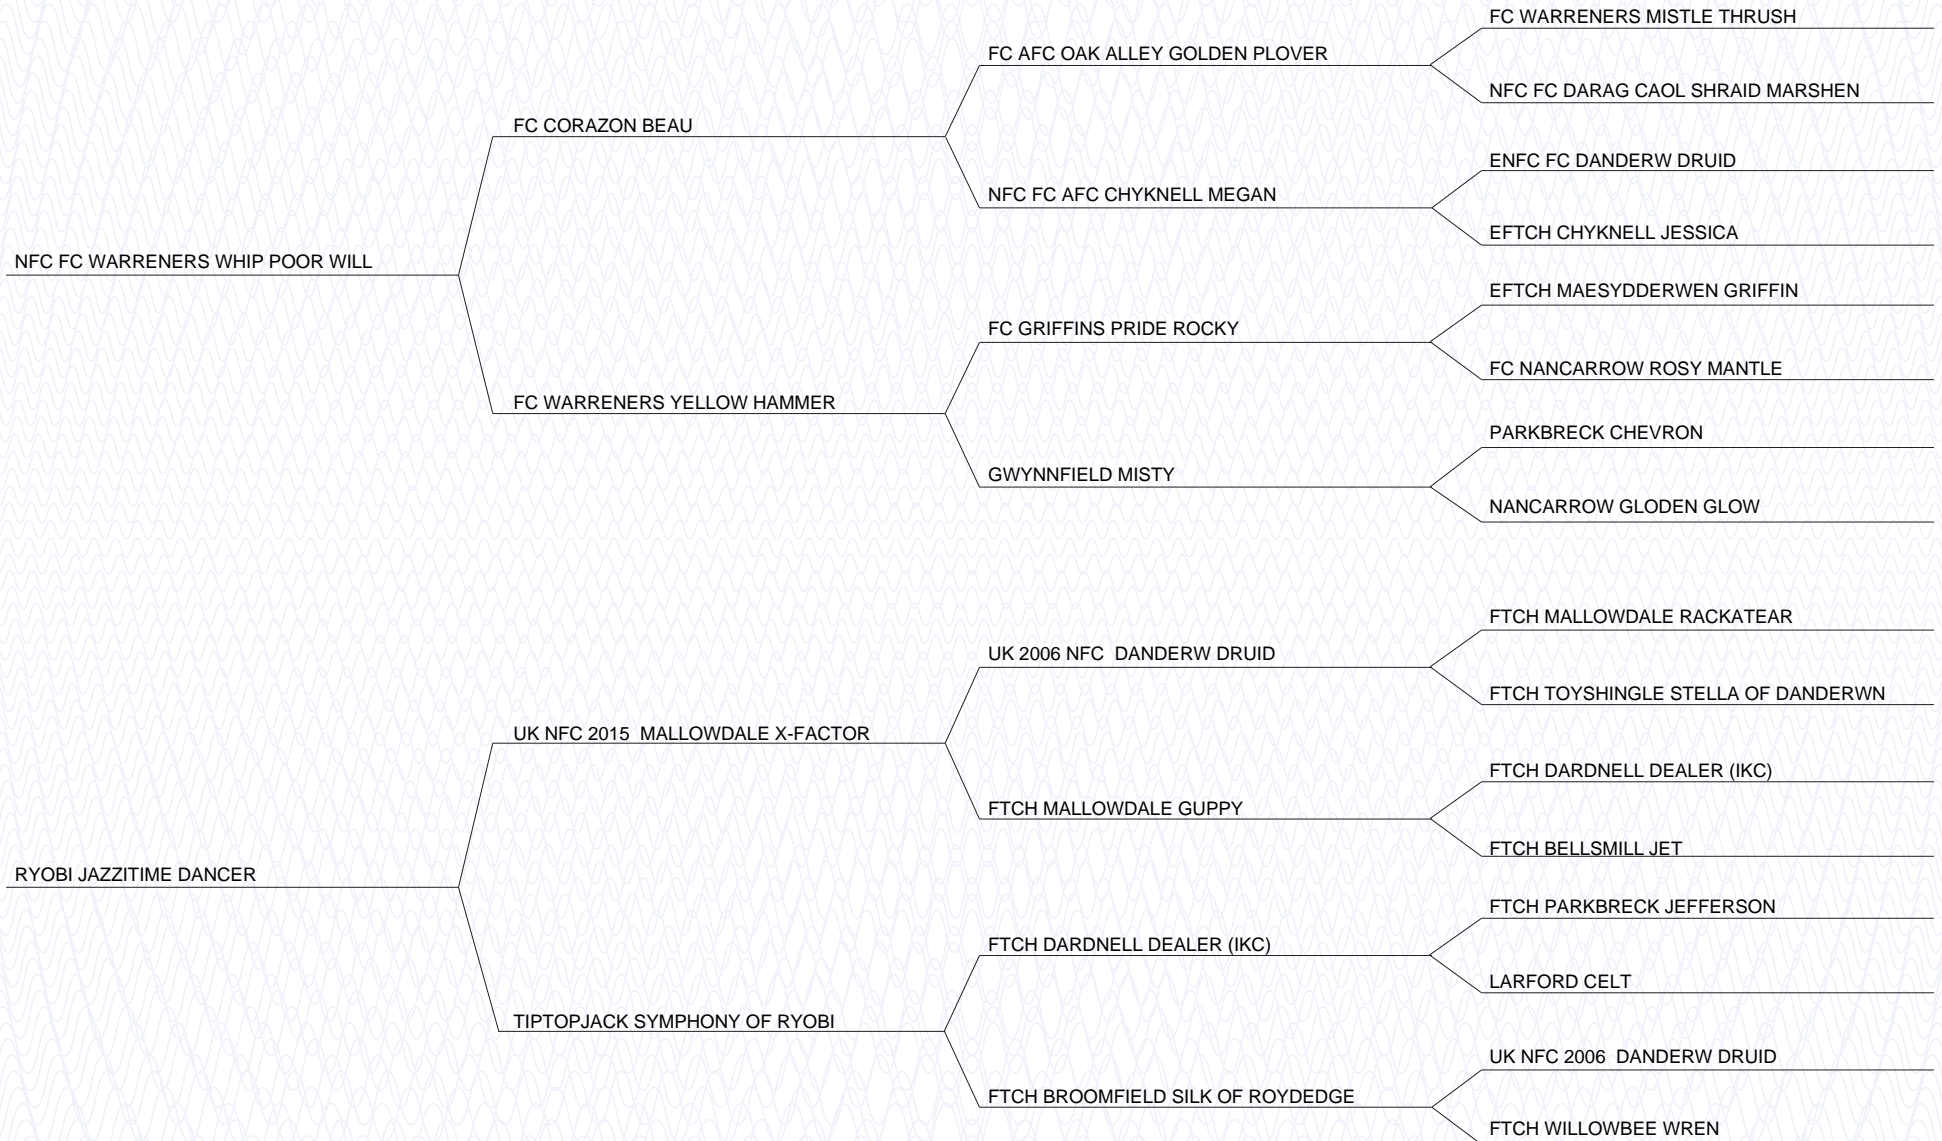 FC WARRENERS MISTLE THRUSH
FC AFC OAK ALLEY GOLDEN PLOVER
NFC FC DARAG CAOL SHRAID MARSHEN
FC CORAZON BEAU
ENFC FC DANDERW DRUID
NFC FC AFC CHYKNELL MEGAN
EFTCH CHYKNELL JESSICA
NFC FC WARRENERS WHIP POOR WILL
EFTCH MAESYDDERWEN GRIFFIN
FC GRIFFINS PRIDE ROCKY
FC NANCARROW ROSY MANTLE
FC WARRENERS YELLOW HAMMER
PARKBRECK CHEVRON
GWYNNFIELD MISTY
NANCARROW GLODEN GLOW
FTCH MALLOWDALE RACKATEAR
UK 2006 NFC  DANDERW DRUID
FTCH TOYSHINGLE STELLA OF DANDERWN
UK NFC 2015  MALLOWDALE X-FACTOR
FTCH DARDNELL DEALER (IKC)
FTCH MALLOWDALE GUPPY
FTCH BELLSMILL JET
RYOBI JAZZITIME DANCER
FTCH PARKBRECK JEFFERSON
FTCH DARDNELL DEALER (IKC)
LARFORD CELT
TIPTOPJACK SYMPHONY OF RYOBI
UK NFC 2006  DANDERW DRUID
FTCH BROOMFIELD SILK OF ROYDEDGE
FTCH WILLOWBEE WREN